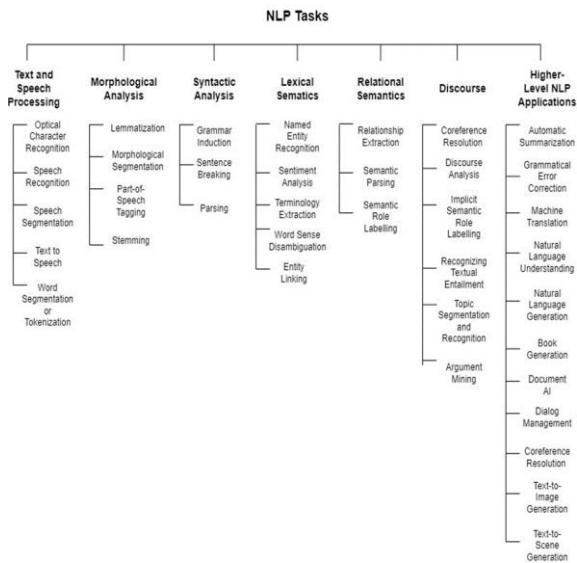 NLP Tasks
Text and
Speech
Processing
Optical
Character
Recognition
Speech
Recognition
Speech
Segmentation
Text to
Speech
Word
Segmentation
or
Tokenization
Morphological
Analysis
Lemmatization
Morphological
Segmentation
Part-of-
Speech
Tagging
Stemming
Syntactic
Analysis
Grammar
Induction
Sentence
Breaking
Parsing
Lexical
Sematics
Named
Entity
Recognition
Sentiment
Analysis
Terminology
Extraction
Word Sense
Disambiguation
Entity
Linking
Relational
Semantics
Relationship
Extraction
Semantic
Parsing
Semantic
Role
Labelling
Discourse
Coreference
Resolution
Discourse
Analysis
Implicit
Semantic
Role
Labelling
Recognizing
Textual
Entailment
Topic
Segmentation
and
Recognition
Argument
Mining
Higher-
Level NLP
Applications
Automatic
Summarization
Grammatical
Error
Correction
Machine
Translation
Natural
Language
Understanding
Natural
Language
Generation
Book
Generation
Document
AI
Dialog
Management
Coreference
Resolution
Text-to-
Image
Generation
Text-to-
Scene
Generation